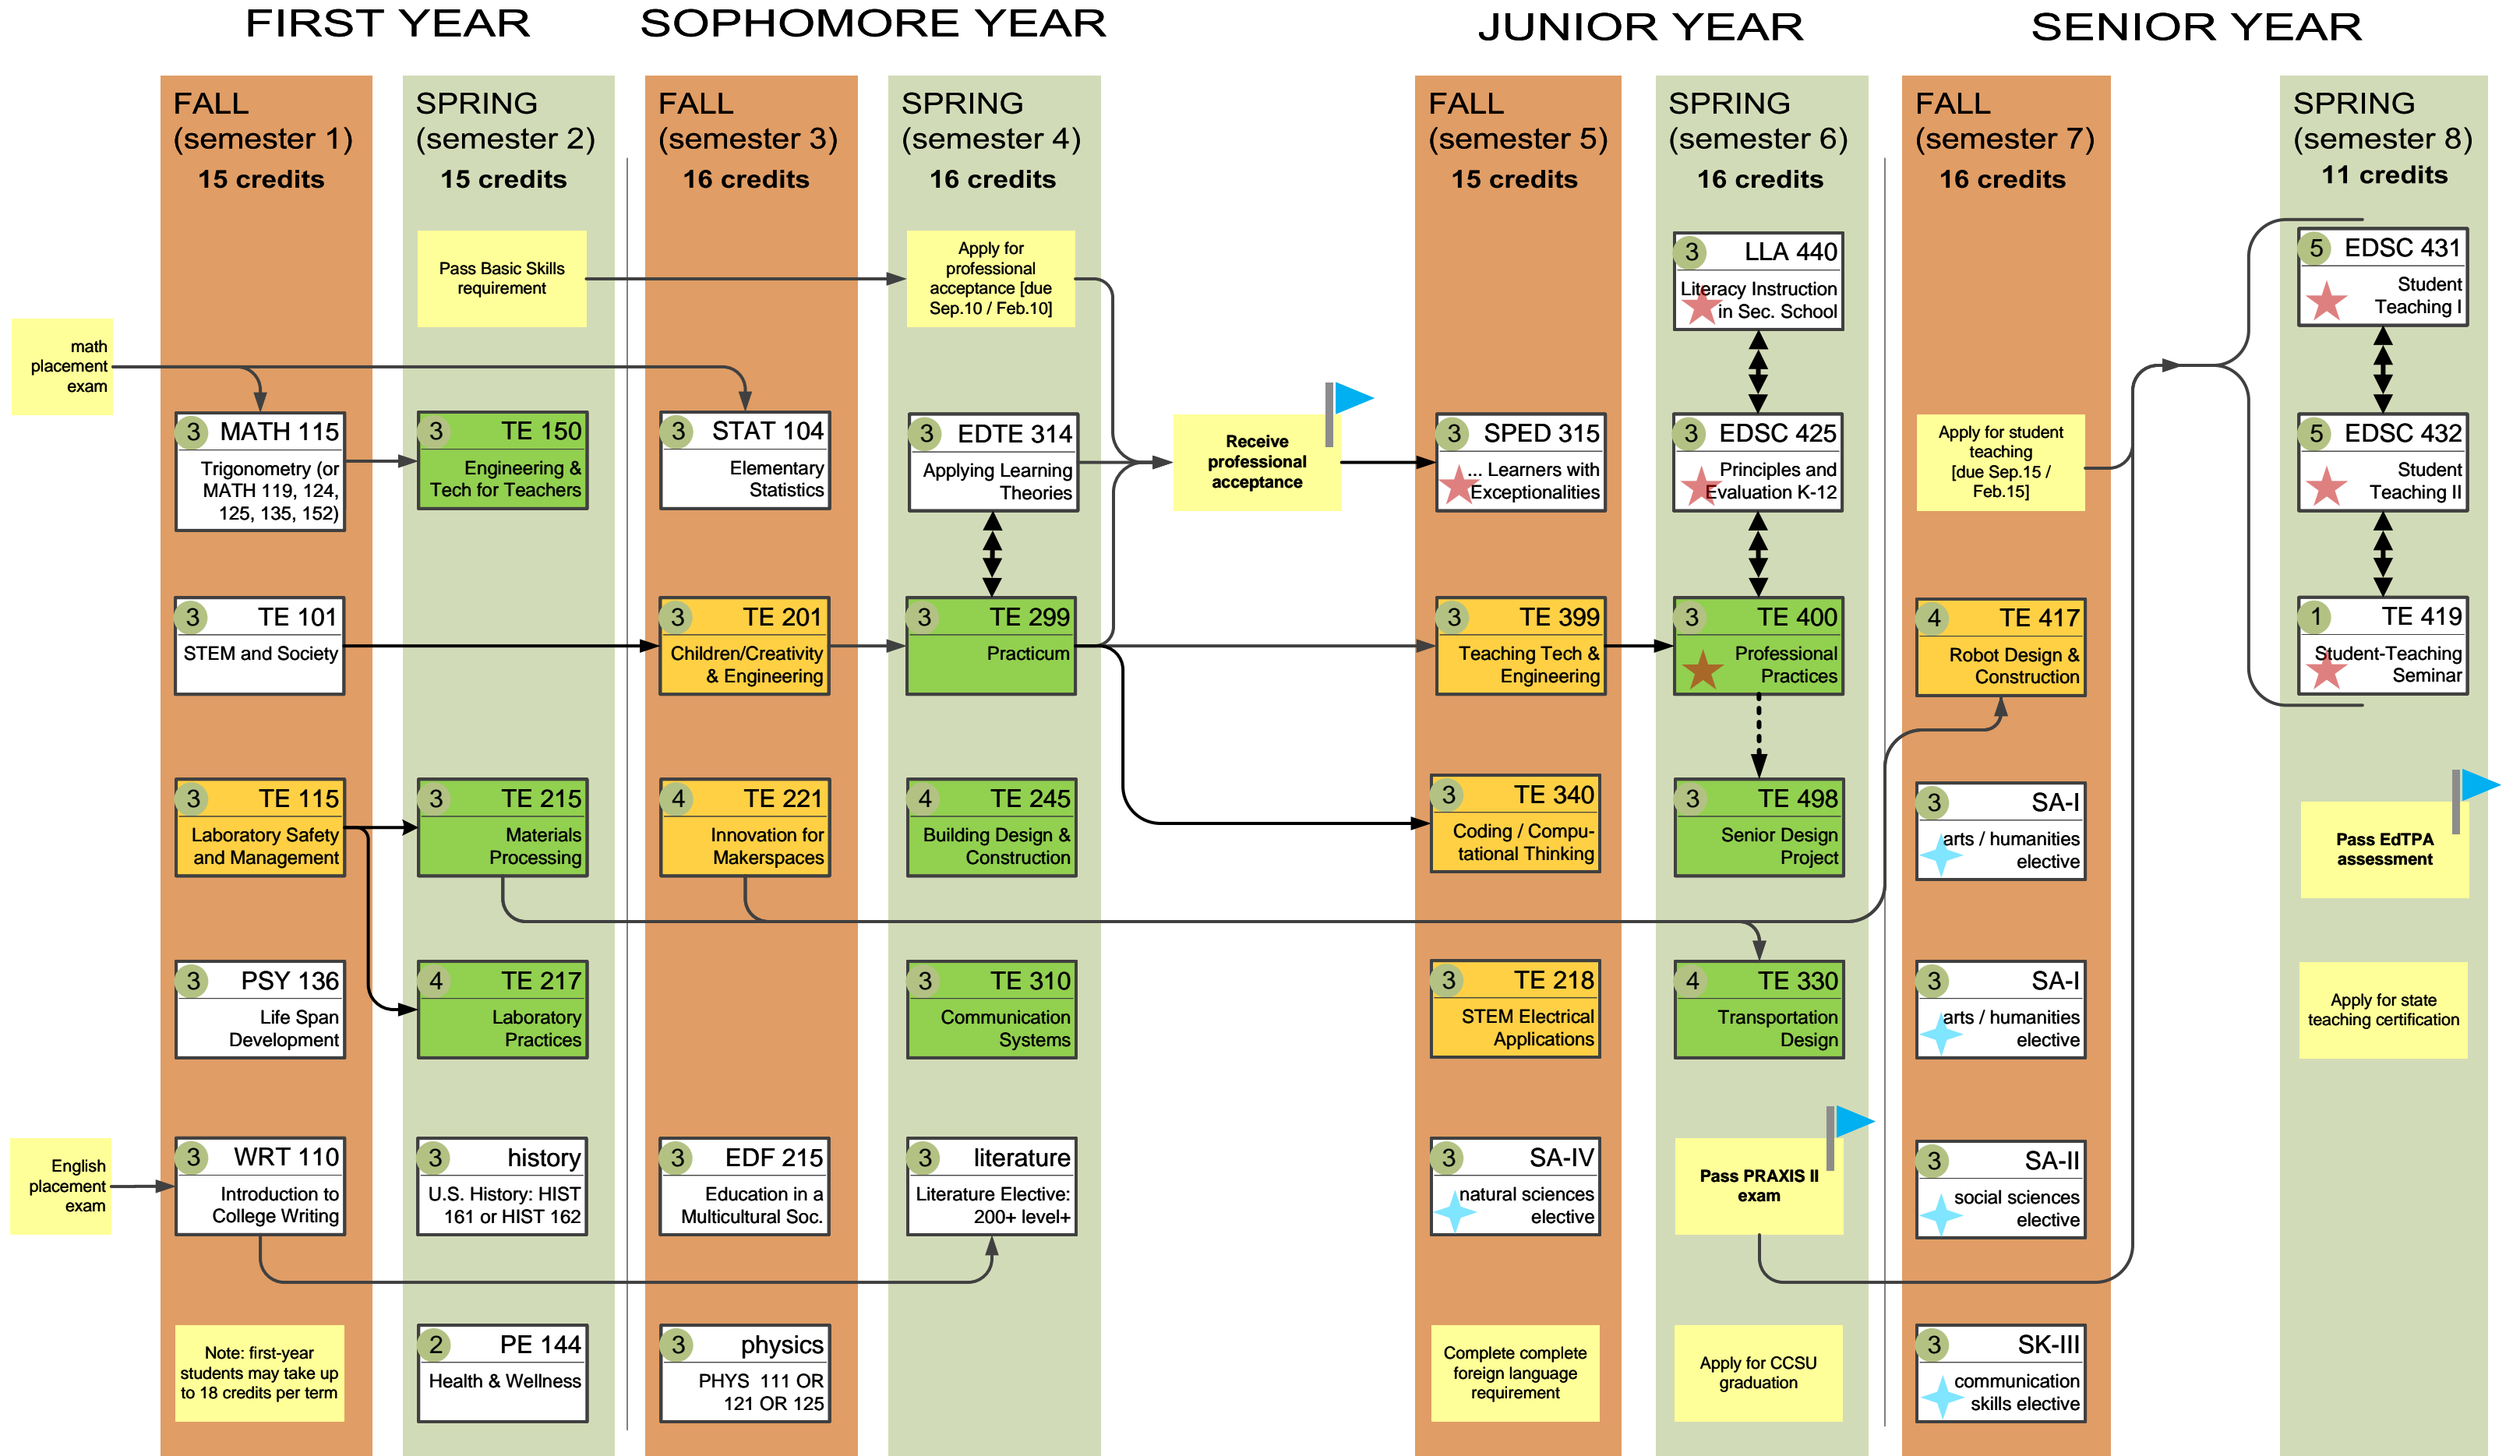 FIRST YEAR
SOPHOMORE YEAR
JUNIOR YEAR
SENIOR YEAR
FALL
(semester 1)
15 credits
math
placement
exam
3 MATH 115
Trigonometry (or
MATH 119, 124,
125, 135, 152)
3 TE 101
STEM and Society
3 TE 115
Laboratory Safety
and Management
3 PSY 136
Life Span
Development
English
placement
exam
3 WRT 110
Introduction to
College Writing
Note: first-year
students may take up
to 18 credits per term
SPRING
(semester 2)
15 credits
Pass Basic Skills
requirement
3 TE 150
Engineering &
Tech for Teachers
3 TE 215
Materials
Processing
4 TE 217
Laboratory
Practices
3 history
U.S. History: HIST
161 or HIST 162
2 PE 144
Health & Wellness
FALL
(semester 3)
16 credits
3 STAT 104
Elementary
Statistics
3 TE 201
Children/Creativity
& Engineering
4 TE 221
Innovation for
Makerspaces
3 EDF 215
Education in a
Multicultural Soc.
3 physics
PHYS 111 OR
121 OR 125
SPRING
(semester 4)
16 credits
Apply for
professional
acceptance [due
Sep.10 / Feb.10]
3 EDTE 314
Applying Learning
Theories
3 TE 299
Practicum
4 TE 245
Building Design &
Construction
3 TE 310
Communication
Systems
3 literature
Literature Elective:
200+ level+
Receive
professional
acceptance
FALL
(semester 5)
15 credits
3 SPED 315
... Learners with
Exceptionalities
3 TE 399
Teaching Tech &
Engineering
3 TE 340
Coding / Compu-
tational Thinking
3 TE 218
STEM Electrical
Applications
3 SA-IV
natural sciences
elective
Complete complete
foreign language
requirement
SPRING
(semester 6)
16 credits
3 LLA 440
Literacy Instruction
in Sec. School
3 EDSC 425
Principles and
Evaluation K-12
3 TE 400
Professional
Practices
3 TE 498
Senior Design
Project
4 TE 330
Transportation
Design
Pass PRAXIS II
exam
Apply for CCSU
graduation
FALL
(semester 7)
16 credits
Apply for student
teaching
[due Sep.15 /
Feb.15]
4 TE 417
Robot Design &
Construction
3 SA-I
arts / humanities
elective
3 SA-I
arts / humanities
elective
3 SA-II
social sciences
elective
3 SK-III
communication
skills elective
SPRING
(semester 8)
11 credits
5 EDSC 431
Student
Teaching I
5 EDSC 432
Student
Teaching II
1 TE 419
Student-Teaching
Seminar
Pass EdTPA
assessment
Apply for state
teaching certification